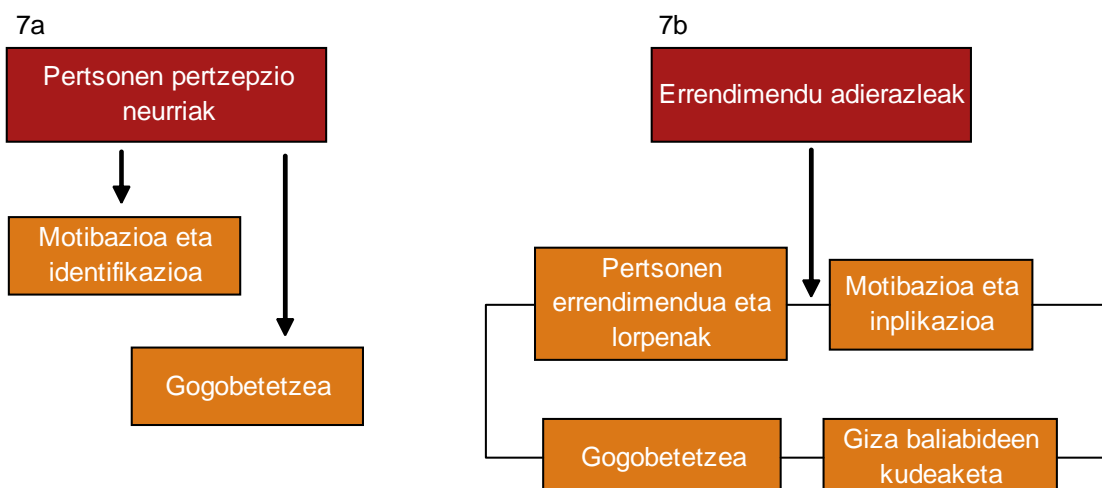 7a
Pertsonen pertzepzio
neurriak
Motibazioa eta
identifikazioa
Gogobetetzea
7b
Errendimendu adierazleak
Pertsonen
errendimendua eta
lorpenak
Motibazioa eta
inplikazioa
Gogobetetzea
Giza baliabideen
kudeaketa